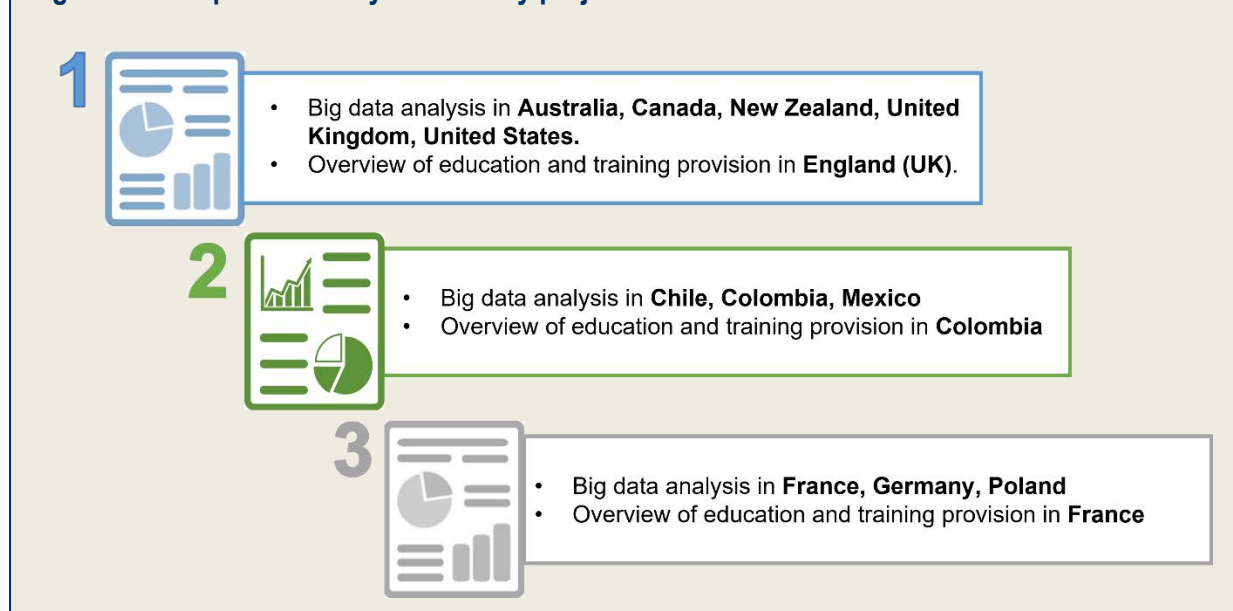 1
• Big data analysis in Australia, Canada, New Zealand, United
Kingdom, United States.
• Overview of education and training provision in England (UK).
2
• Big data analysis in Chile, Colombia, Mexico
• Overview of education and training provision in Colombia
3
• Big data analysis in France, Germany, Poland
• Overview of education and training provision in France